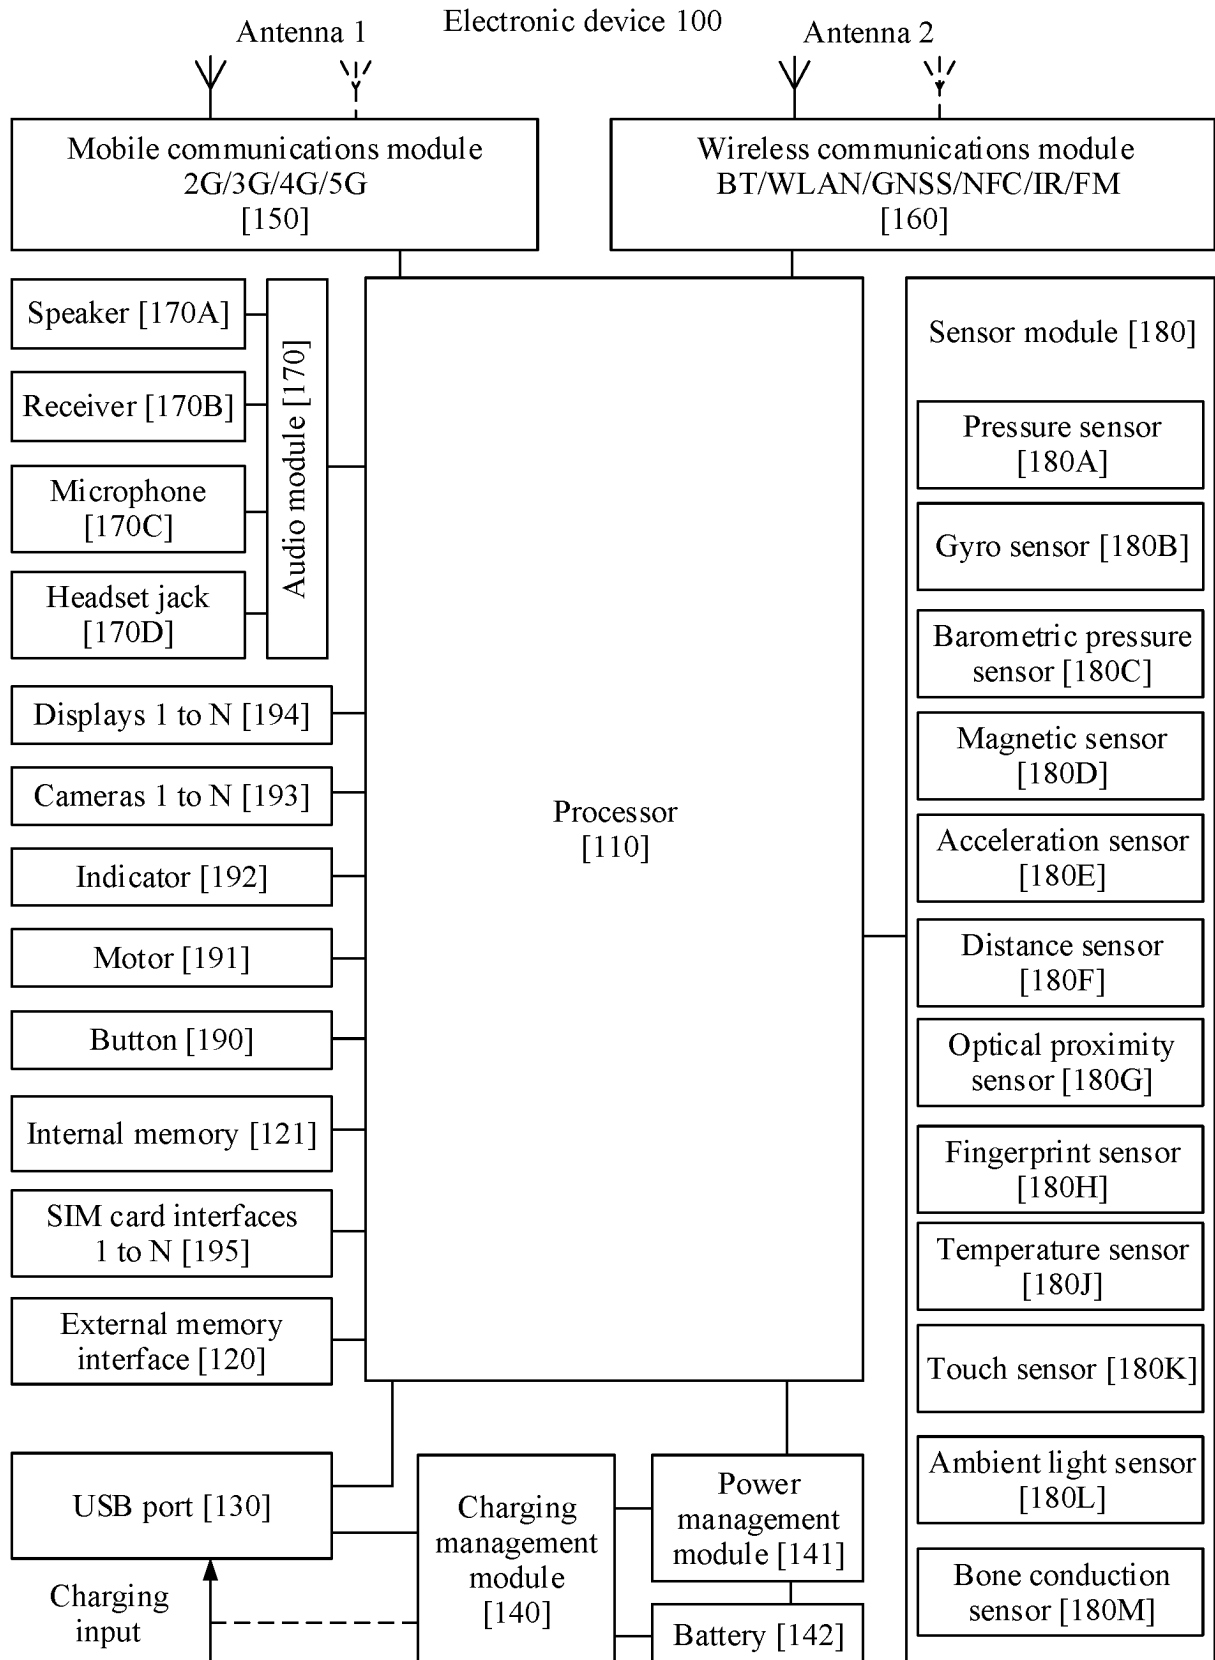 Electronic device 100
Antenna 1
Antenna 2
Mobile communications module
2G/3G/4G/5G
[150]
Wireless communications module
BT/WLAN/GNSS/NFC/IR/FM
[160]
Speaker [170A]
Receiver [170B]
Microphone
[170C]
Headset jack
[170D]
Audio module [170]
Displays 1 to N [194]
Cameras 1 to N [193]
Indicator [192]
Motor [191]
Button [190]
Internal memory [121]
SIM card interfaces
1 to N [195]
External memory
interface [120]
Processor
[110]
Sensor module [180]
Pressure sensor
[180A]
Gyro sensor [180B]
Barometric pressure
sensor [180C]
Magnetic sensor
[180D]
Acceleration sensor
[180E]
Distance sensor
[180F]
Optical proximity
sensor [180G]
Fingerprint sensor
[180H]
Temperature sensor
[180J]
Touch sensor [180K]
Ambient light sensor
[180L]
Bone conduction
sensor [180M]
USB port [130]
Charging
input
Charging
management
module
[140]
Power
management
module [141]
Battery [142]